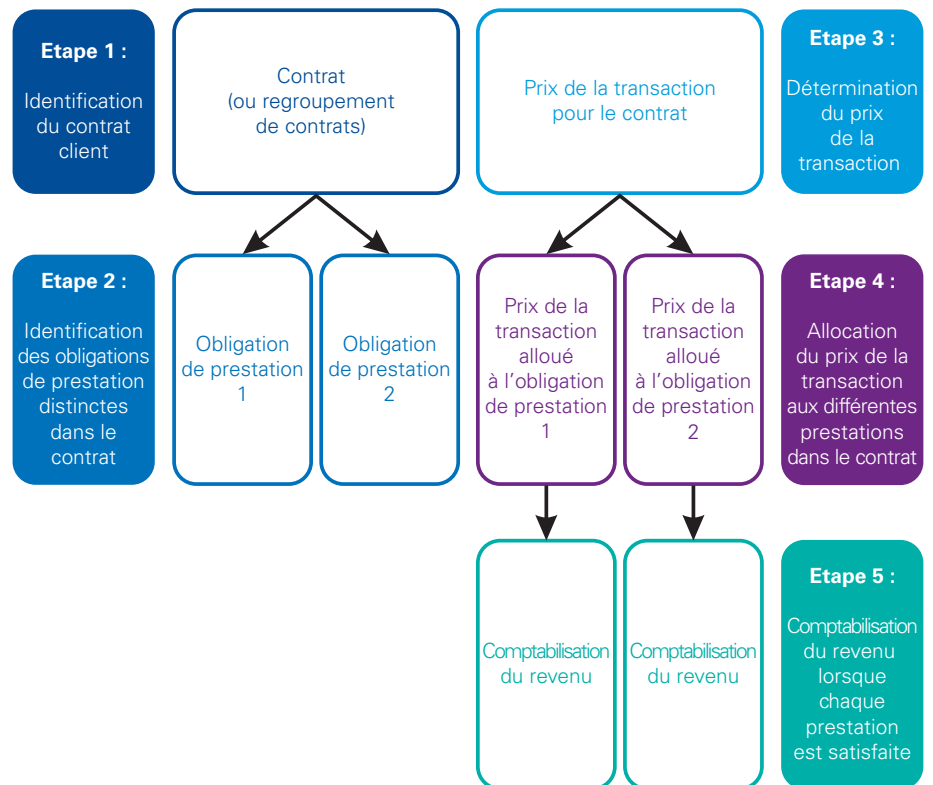 Etape 1 :
Identification
du contrat
client
Contrat
(ou regroupement
de contrats)
Prix de la transaction
pour le contrat
Etape 3 :
Détermination
du prix
de la
transaction
Etape 2 :
Identification
des obligations
de prestation
distinctes
dans le
contrat
Obligation
de prestation
1
Obligation
de prestation
2
Prix de la
transaction
alloué
à l’obligation
de prestation
1
Prix de la
transaction
alloué
à l’obligation
de prestation
2
Etape 4 :
Allocation
du prix de la
transaction
aux différentes
prestations
dans le contrat
Comptabilisation
du revenu
Comptabilisation
du revenu
Etape 5 :
Comptabilisation
du revenu
lorsque
chaque
prestation
est satisfaite